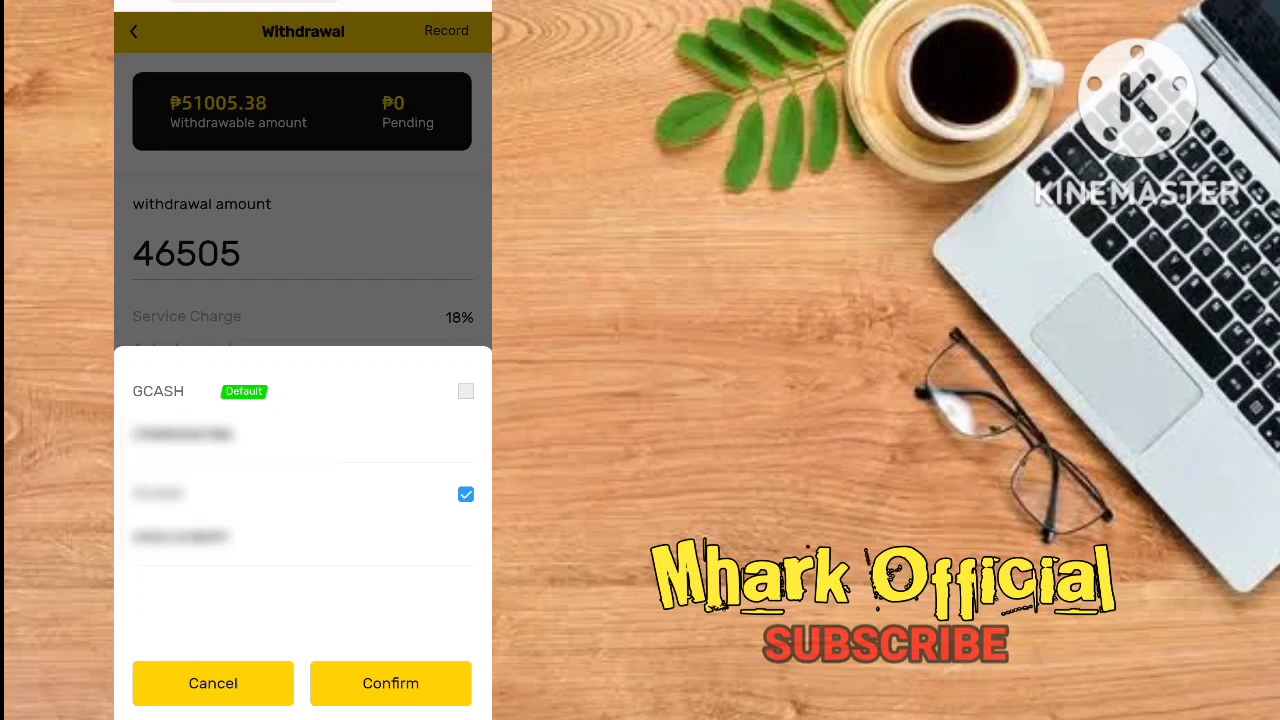 Withdrawal
Record
₱51005.38
₱0
Withdrawable amount
Pending
withdrawal amount
46505
Service Charge
18%
GCASH
Default
Cancel
Confirm
KINEMASTER
Mhark Official
SUBSCRIBE